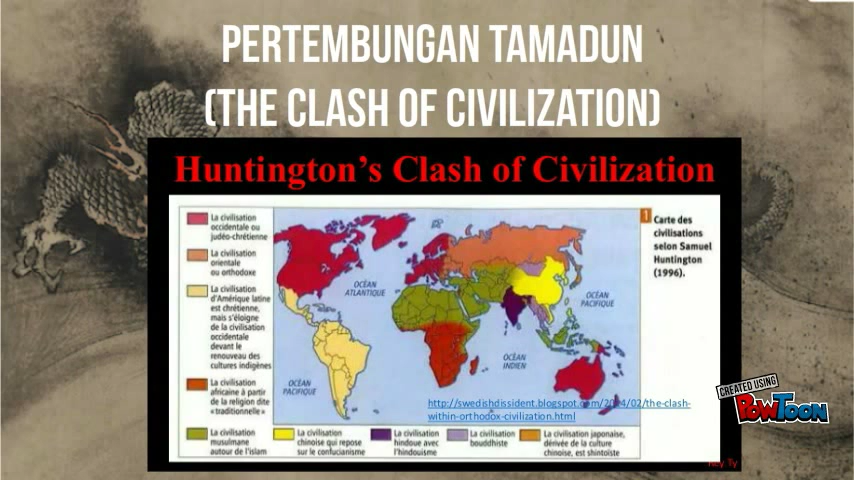 PERTEMBUNGAN TAMADUN
(THE CLASH OF CIVILIZATION)
Huntington's Clash of Civilization
La civilisation
occidentale ou
judéo-chrétienne
La civilisation
orientale
ou orthodoxe
La civilisation
d'Amérique latine
est chrétienne,
mais s'éloigne
de la civilisation
occidentale
devant le
renouveau des
cultures indigènes
La civilisation
africaine à partir
de la religion dite
« traditionnelle »
La civilisation
musulmane
autour de l'islam
La civilisation
chinoise qui repose
sur le confucianisme
La civilisation
hindoue avec
l'hindouisme
La civilisation
bouddhiste
La civilisation japonaise,
dérivée de la culture
chinoise, est shintoïste
OCÉAN
ATLANTIQUE
OCÉAN
PACIFIQUE
OCÉAN
INDIEN
OCÉAN
PACIFIQUE
1 Carte des
civilisations
selon Samuel
Huntington
(1996).
http://swedishdissident.blogspot.com/2014/02/the-clash-
within-orthodox-civilization.html
CREATED USING
POWTOON